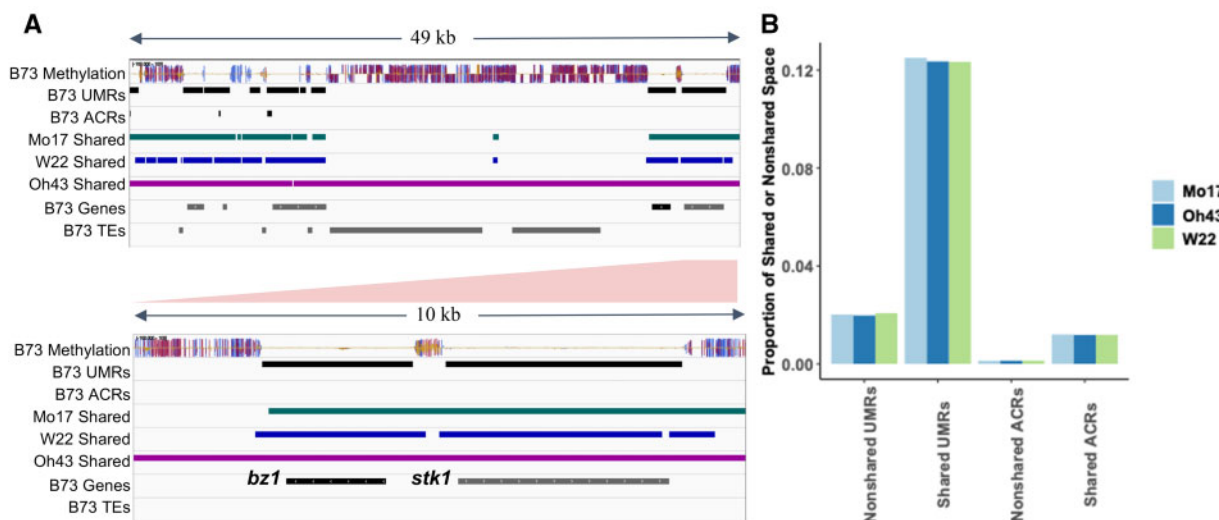 A
49 kb
B73 Methylation
B73 UMRs
B73 ACRs
Mo17 Shared
W22 Shared
Oh43 Shared
B73 Genes
B73 TEs
10 kb
B73 Methylation
B73 UMRs
B73 ACRs
Mo17 Shared
W22 Shared
Oh43 Shared
bz1 stk1
B73 Genes
B73 TEs
B
Proportion of Shared or Nonshared Space
0.12
0.08
0.04
0.00
Nonshared UMRs
Shared UMRs
Nonshared ACRs
Shared ACRs
Mo17
Oh43
W22